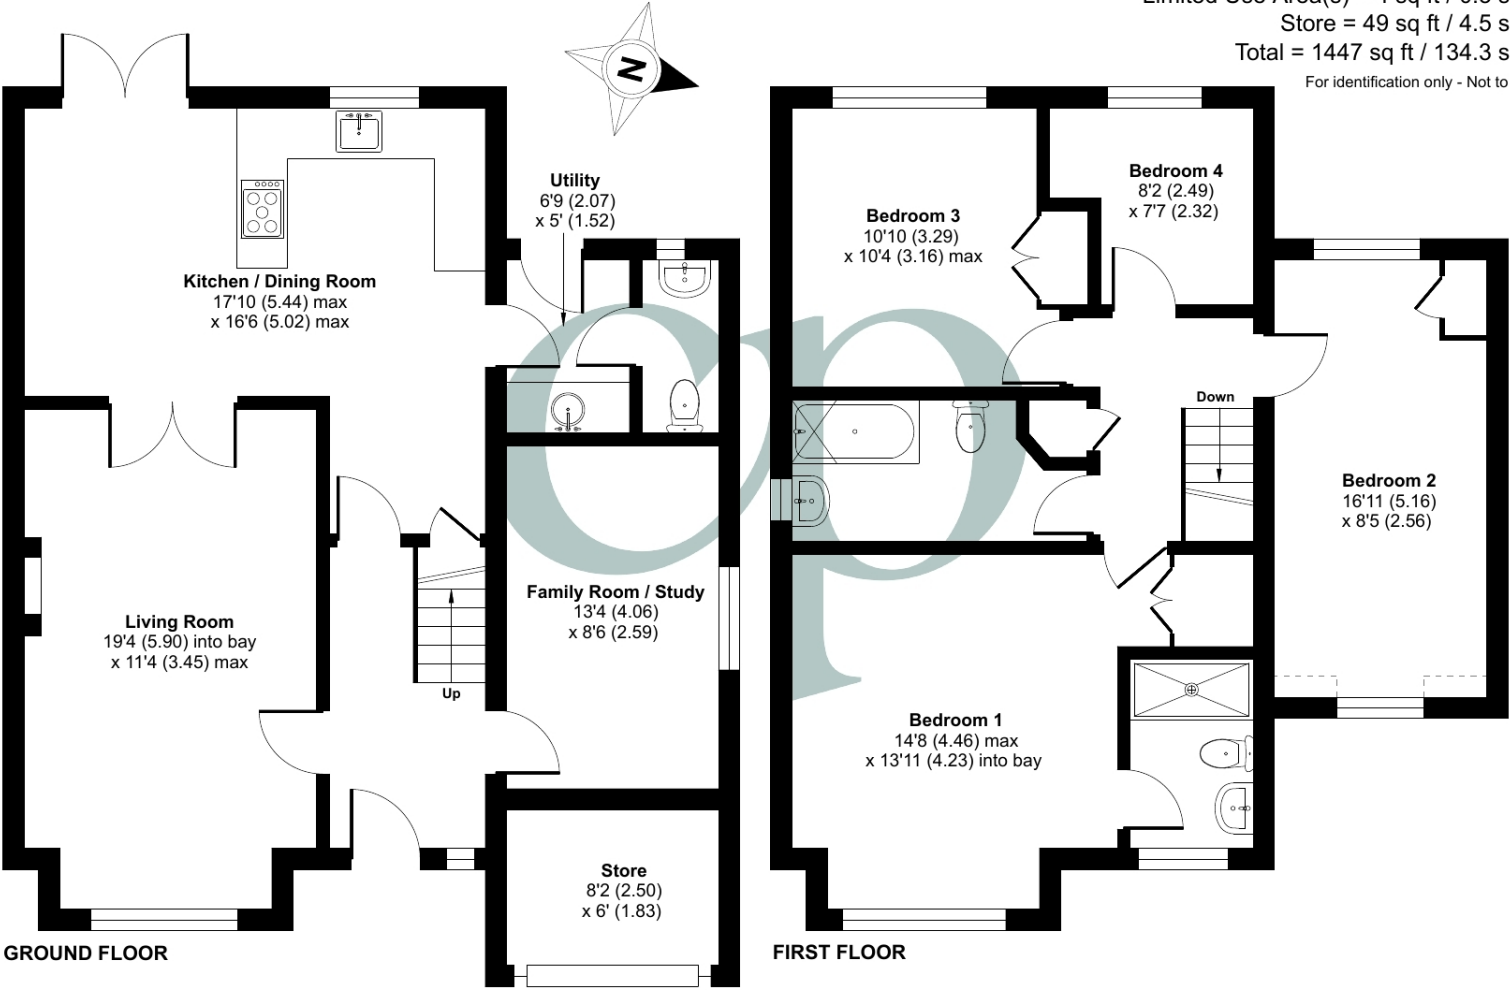 Limited Use Area(s)
Store = 49 sq ft / 4.5 s
Total = 1447 sq ft / 134.3 s
For identification only - Not to
N
Utility
6'9 (2.07)
x 5' (1.52)
Kitchen / Dining Room
17'10 (5.44) max
x 16'6 (5.02) max
Living Room
19'4 (5.90) into bay
x 11'4 (3.45) max
Up
Family Room / Study
13'4 (4.06)
x 8'6 (2.59)
Store
8'2 (2.50)
x 6' (1.83)
GROUND FLOOR
Bedroom 3
10'10 (3.29)
x 10'4 (3.16) max
Bedroom 4
8'2 (2.49)
x 7'7 (2.32)
Down
Bedroom 2
16'11 (5.16)
x 8'5 (2.56)
Bedroom 1
14'8 (4.46) max
x 13'11 (4.23) into bay
FIRST FLOOR
cp